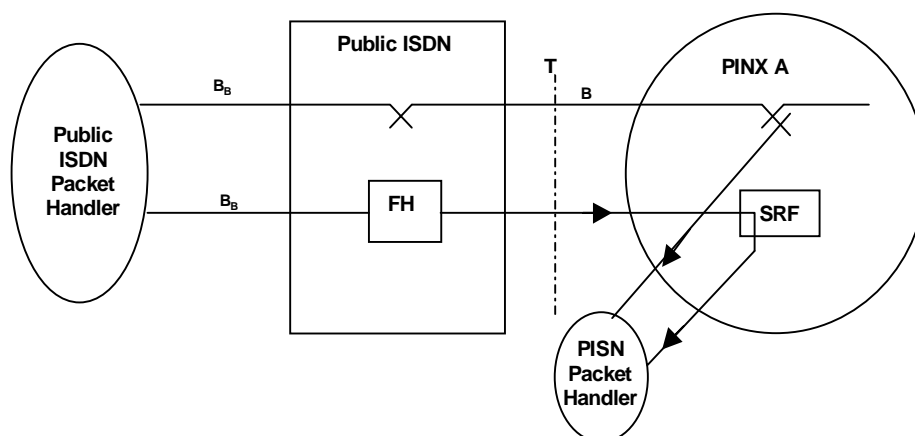 Public ISDN
T
PINX A
B_B
B
Public
ISDN
Packet
Handler
B_B
FH
SRF
PISN
Packet
Handler